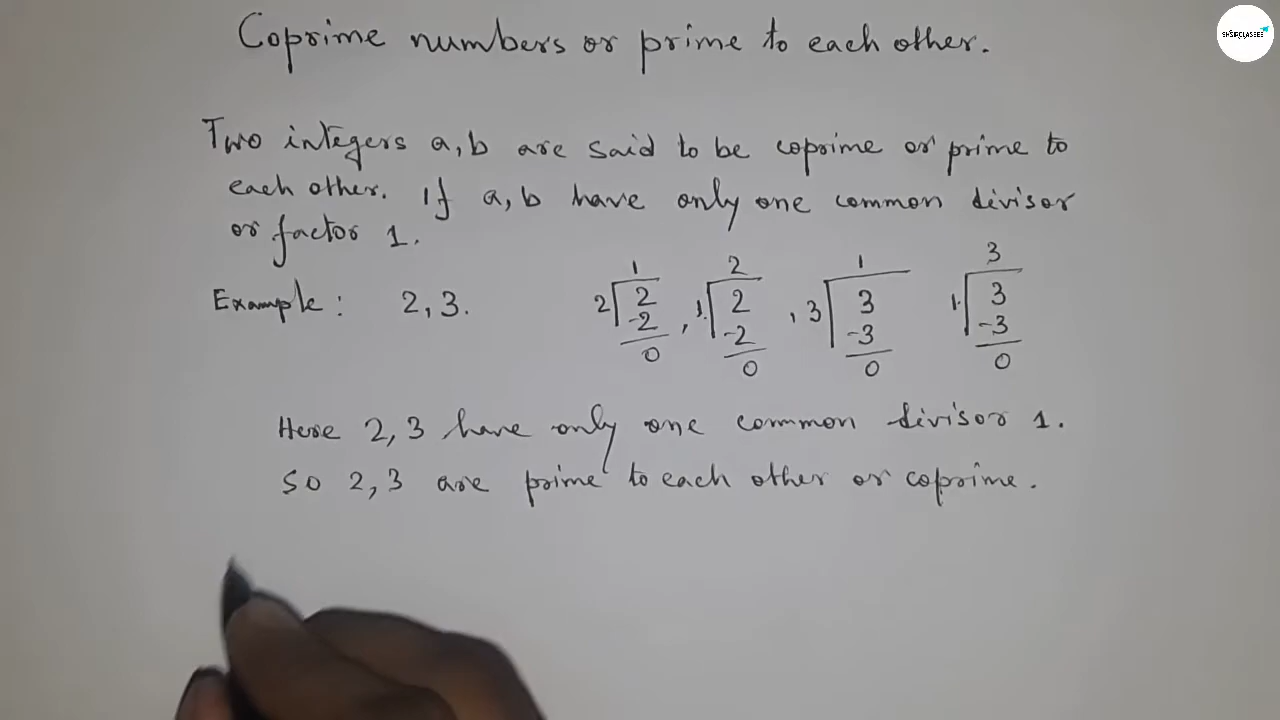 Coprime numbers or prime to each other.
SHSIRCLASSES
Two integers a, b are said to be coprime or prime to
each other. If a, b have only one common divisor
or factor 1.
Example : 2, 3.
1 2 1 3
2 2 , 1 2 , 3 3 1 3
-2 -2 -3 -3
0 0 0 0
Here 2, 3 have only one common divisor 1.
So 2, 3 are prime to each other or coprime.